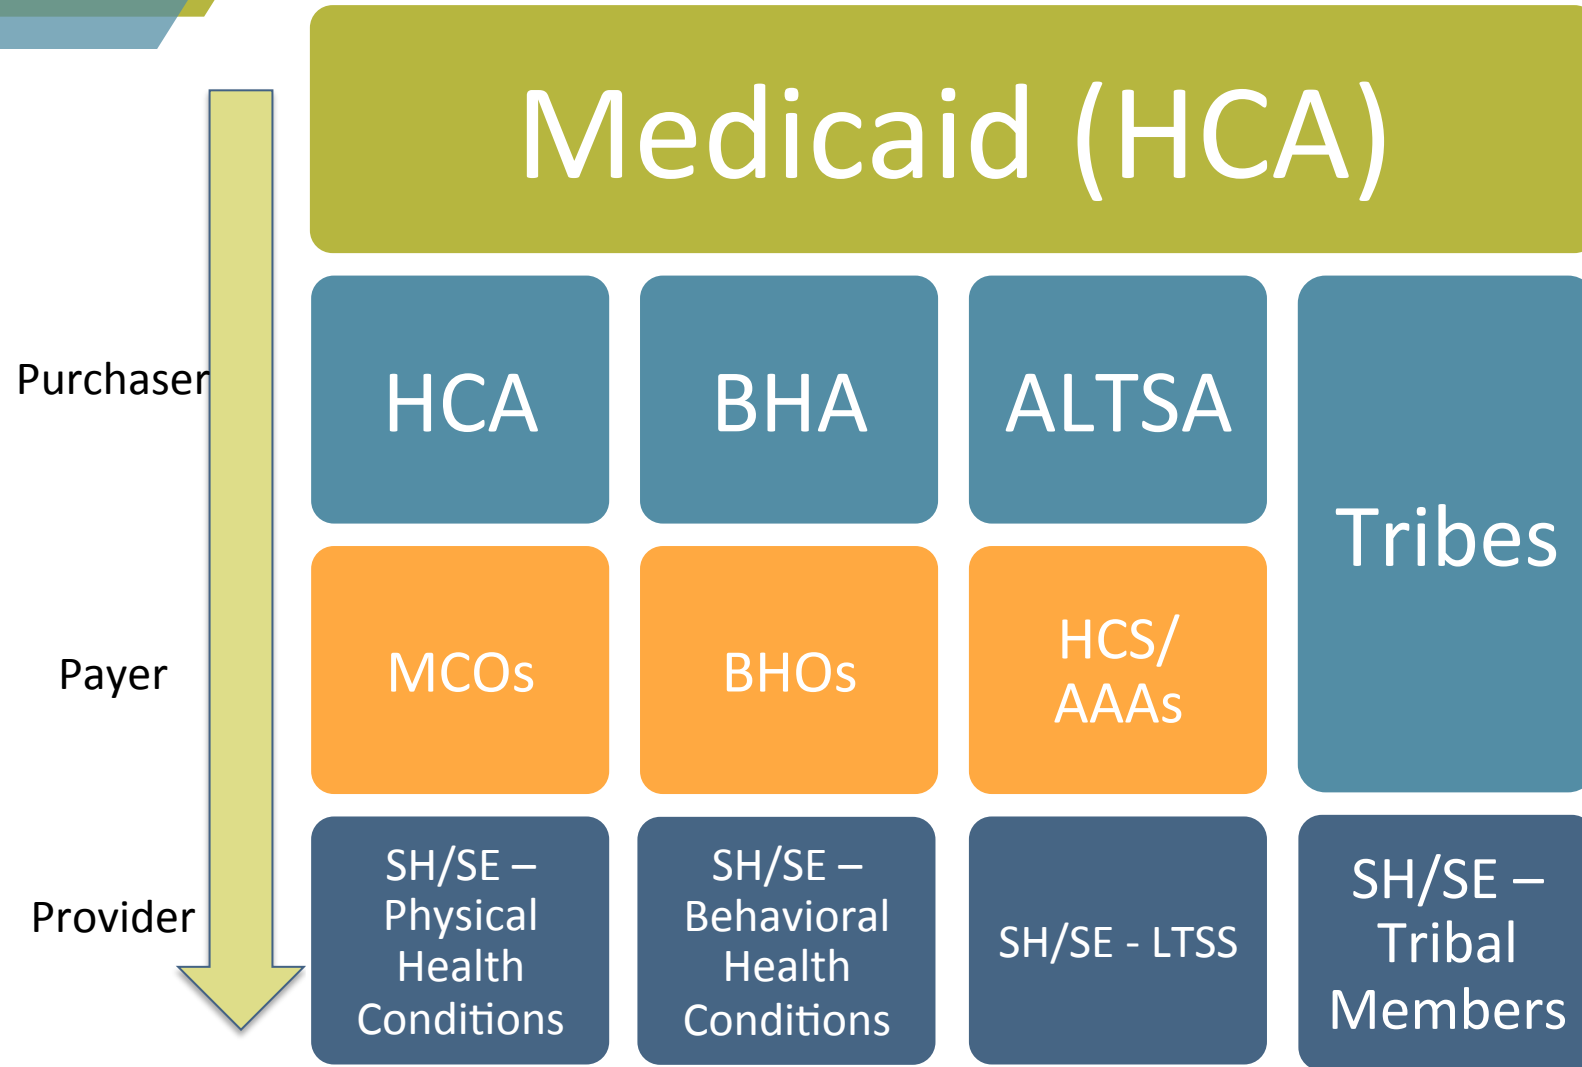 Medicaid (HCA)
Purchaser
HCA
BHA
ALTSA
Tribes
Payer
MCOs
BHOs
HCS/
AAAs
Provider
SH/SE –
Physical
Health
Conditions
SH/SE –
Behavioral
Health
Conditions
SH/SE - LTSS
SH/SE –
Tribal
Members